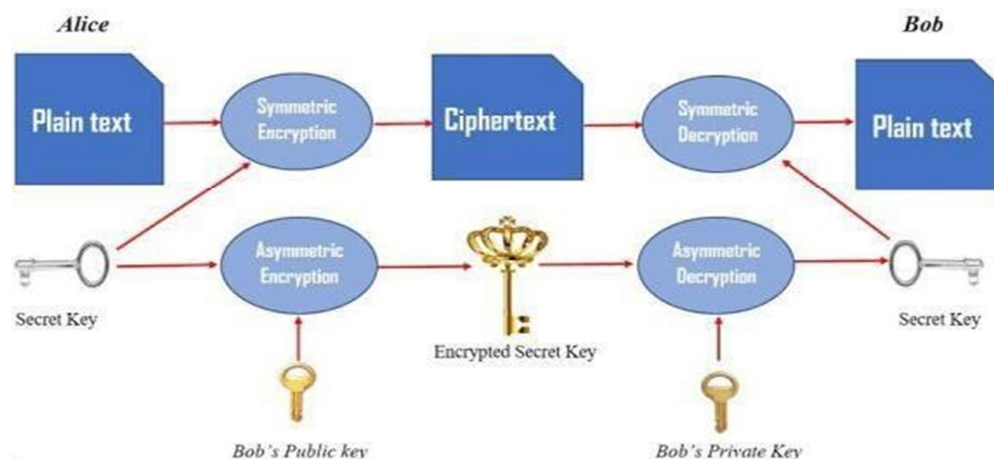 Alice
Bob
Plain text
Symmetric
Encryption
Ciphertext
Symmetric
Decryption
Plain text
Asymmetric
Encryption
Asymmetric
Decryption
Secret Key
Encrypted Secret Key
Secret Key
Bob's Public key
Bob's Private Key